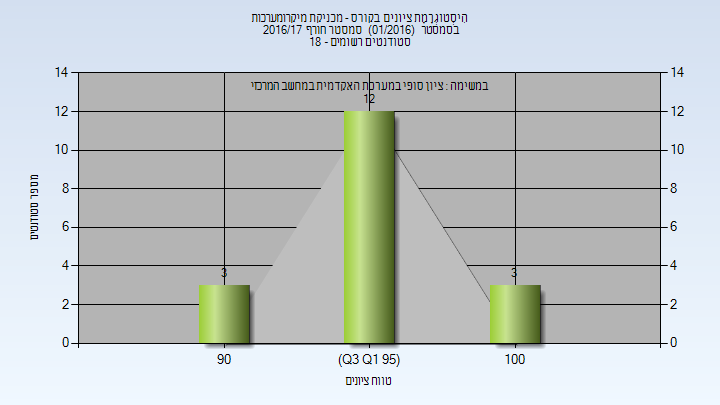 היסטוגרמת ציונים בקורס - מכניקת מיקרומערכות
בסמסטר (01/2016) סמסטר חורף 2016/17
סטודנטים רשומים - 18
במשימה : ציון סופי במערכת האקדמית במחשב המרכזי
14 14
12 12
10 10
8 8
6 6
4 4
2 2
0 0
12
3
3
מספר סטודנטים
90
(Q3 Q1 95)
100
טווח ציונים